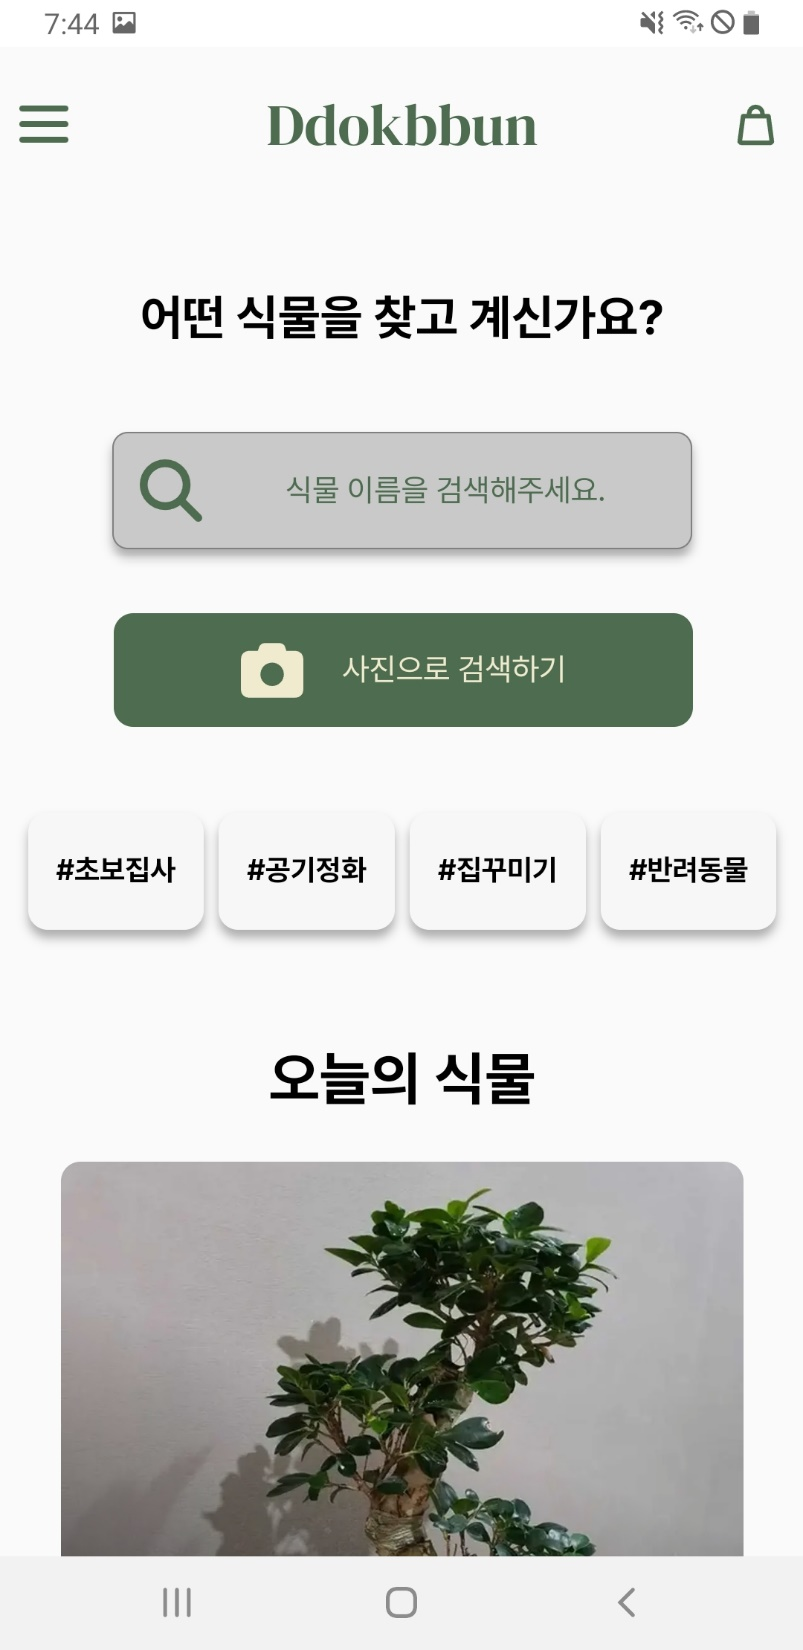 7:44
Ddokbbun
어떤 식물을 찾고 계신가요?
식물 이름을 검색해주세요.
사진으로 검색하기
#초보집사 #공기정화 #집꾸미기 #반려동물
오늘의 식물